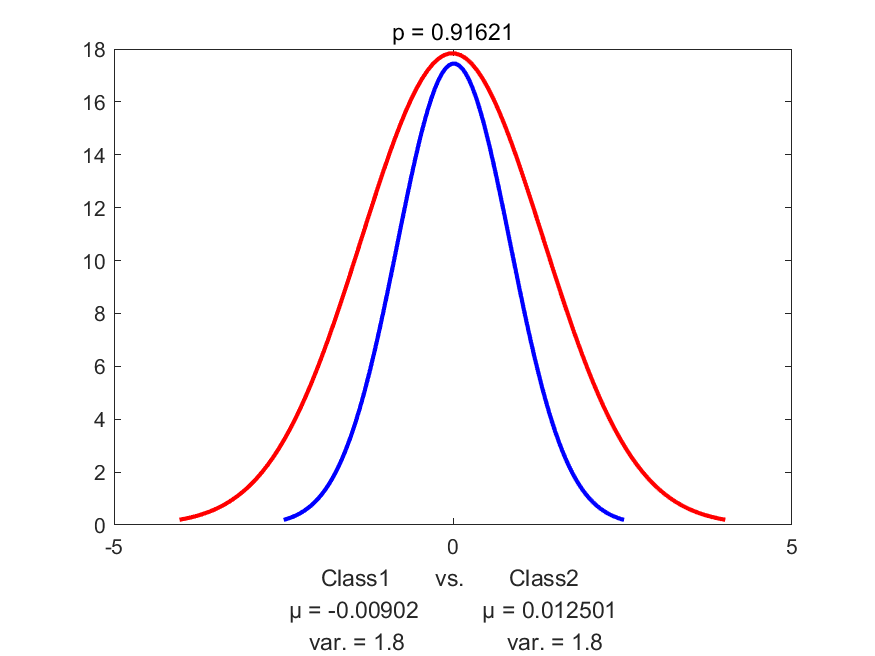 p = 0.91621
18
16
14
12
10
8
6
4
2
0
-5 0 5
Class1 vs. Class2
μ = -0.00902 μ = 0.012501
var. = 1.8 var. = 1.8